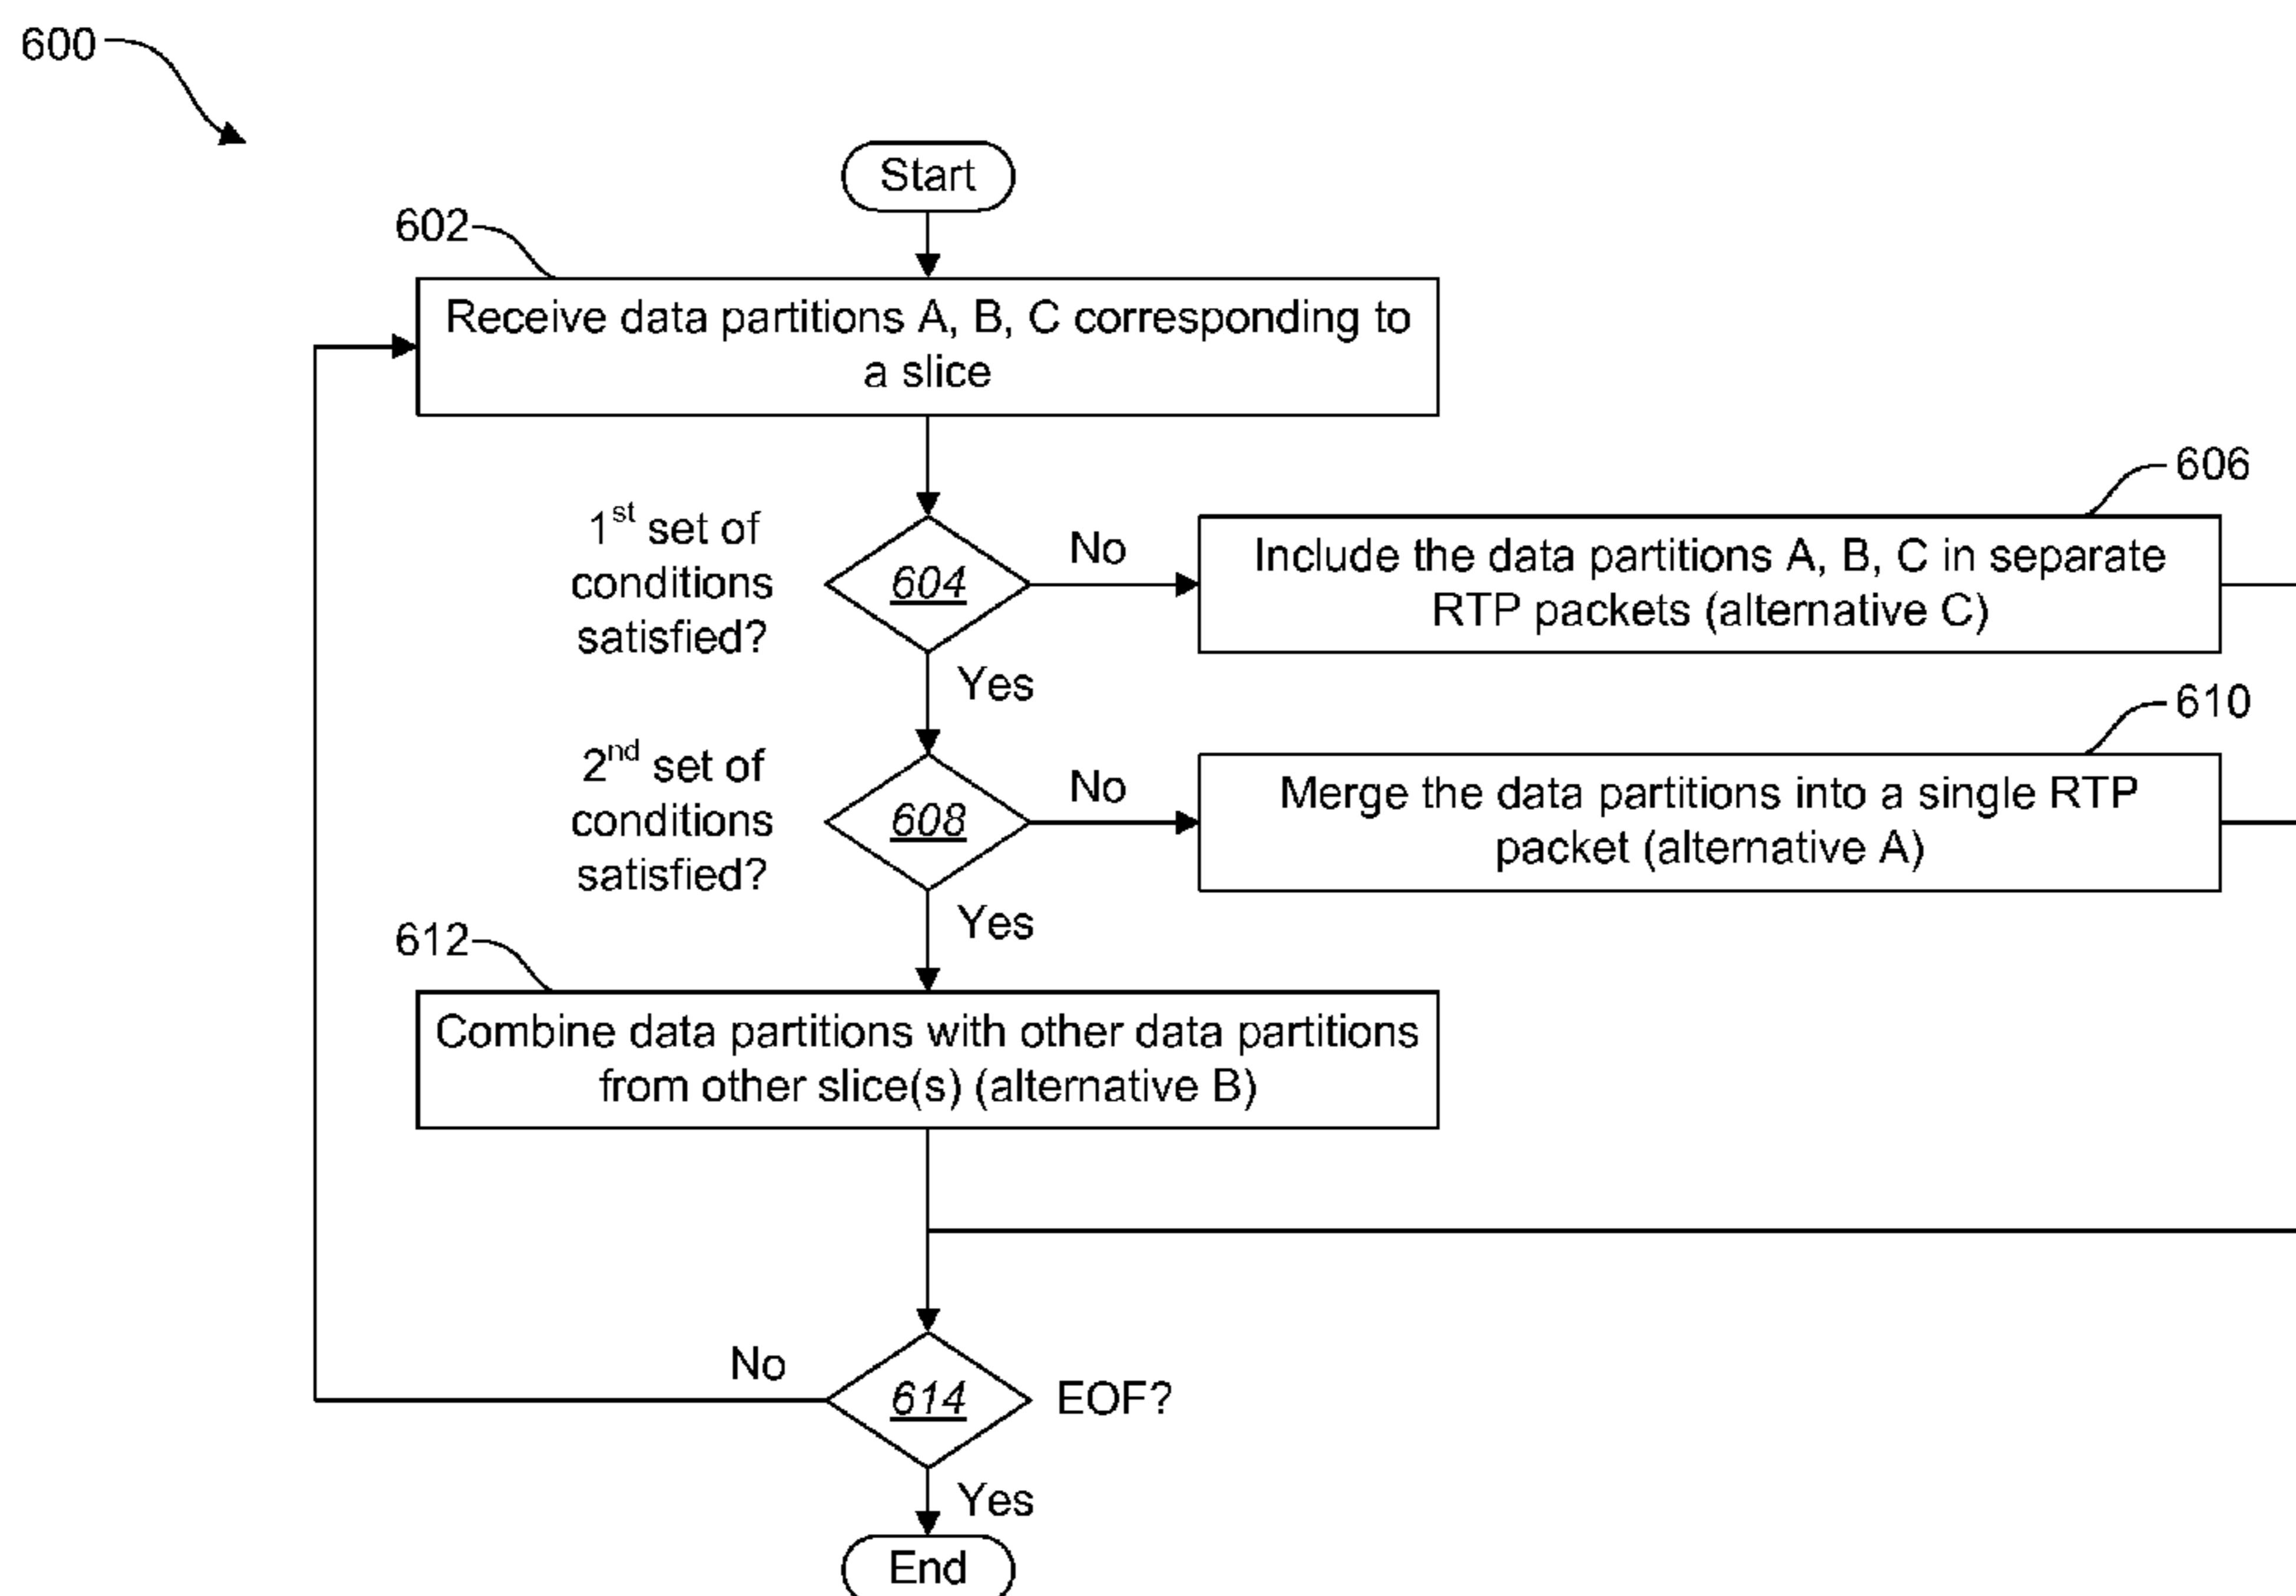 600
Start
602
Receive data partitions A, B, C corresponding to
a slice
606
1st set of
conditions
satisfied?
604
No
Include the data partitions A, B, C in separate
RTP packets (alternative C)
Yes
610
2nd set of
conditions
satisfied?
608
No
Merge the data partitions into a single RTP
packet (alternative A)
Yes
612
Combine data partitions with other data partitions
from other slice(s) (alternative B)
No
614
EOF?
Yes
End